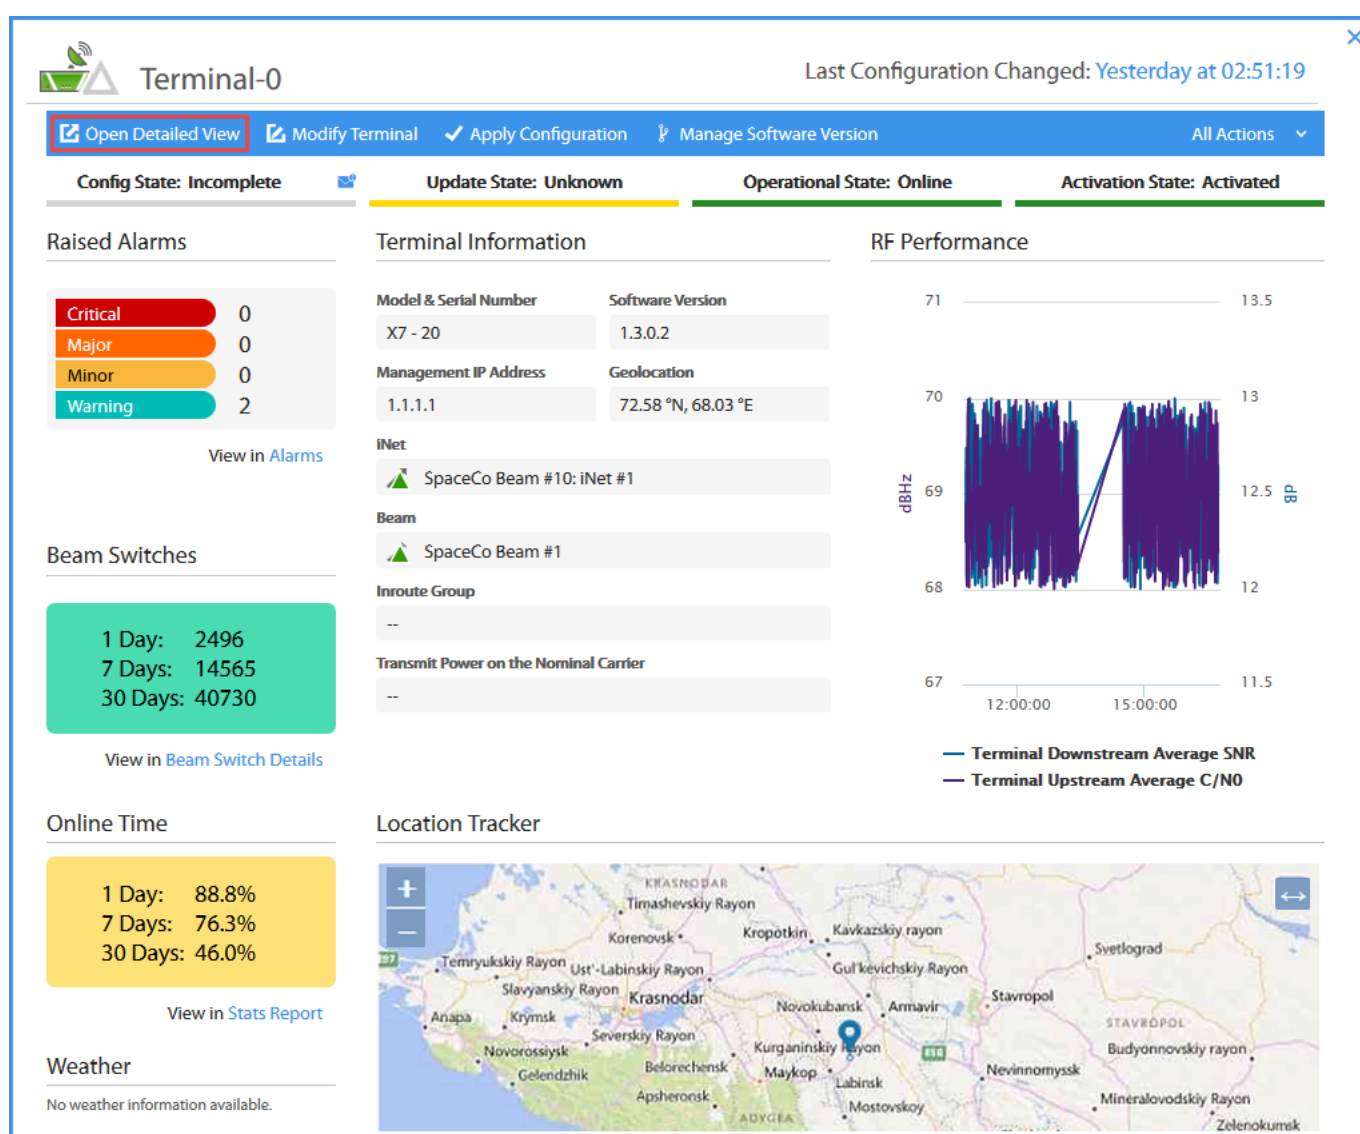 Terminal-0
Last Configuration Changed: Yesterday at 02:51:19
Open Detailed View
Modify Terminal
Apply Configuration
Manage Software Version
All Actions
Config State: Incomplete
Update State: Unknown
Operational State: Online
Activation State: Activated
Raised Alarms
Critical 0
Major 0
Minor 0
Warning 2
View in Alarms
Beam Switches
1 Day: 2496
7 Days: 14565
30 Days: 40730
View in Beam Switch Details
Online Time
1 Day: 88.8%
7 Days: 76.3%
30 Days: 46.0%
View in Stats Report
Weather
No weather information available.
Terminal Information
Model & Serial Number
X7 - 20
Software Version
1.3.0.2
Management IP Address
1.1.1.1
Geolocation
72.58 °N, 68.03 °E
iNet
SpaceCo Beam #10: iNet #1
Beam
SpaceCo Beam #1
Inroute Group
--
Transmit Power on the Nominal Carrier
--
RF Performance
71
13.5
70
13
dBHz
69
12.5
dB
68
12
67
11.5
12:00:00
15:00:00
Terminal Downstream Average SNR
Terminal Upstream Average C/N0
Location Tracker
+
−
KRASNODAR
Timashevskiy Rayon
Korenovsk
Kropotkin
Kavkazskiy rayon
Svetlograd
Temryukskiy Rayon
Ust'-Labinskiy Rayon
Gul'kevichskiy Rayon
Slavyanskiy Rayon
Krasnodar
Novokubansk
Armavir
Stavropol
Anapa
Krymsk
STAVROPOL
Severskiy Rayon
Kurganinskiy Rayon
Budyonnovskiy rayon
Novorossiysk
Gelendzhik
Belorechensk
Maykop
Labinsk
Nevinnomyssk
Apsheronsk
Mostovskoy
Mineralovodskiy Rayon
ADYGEA
Zelenokumsk